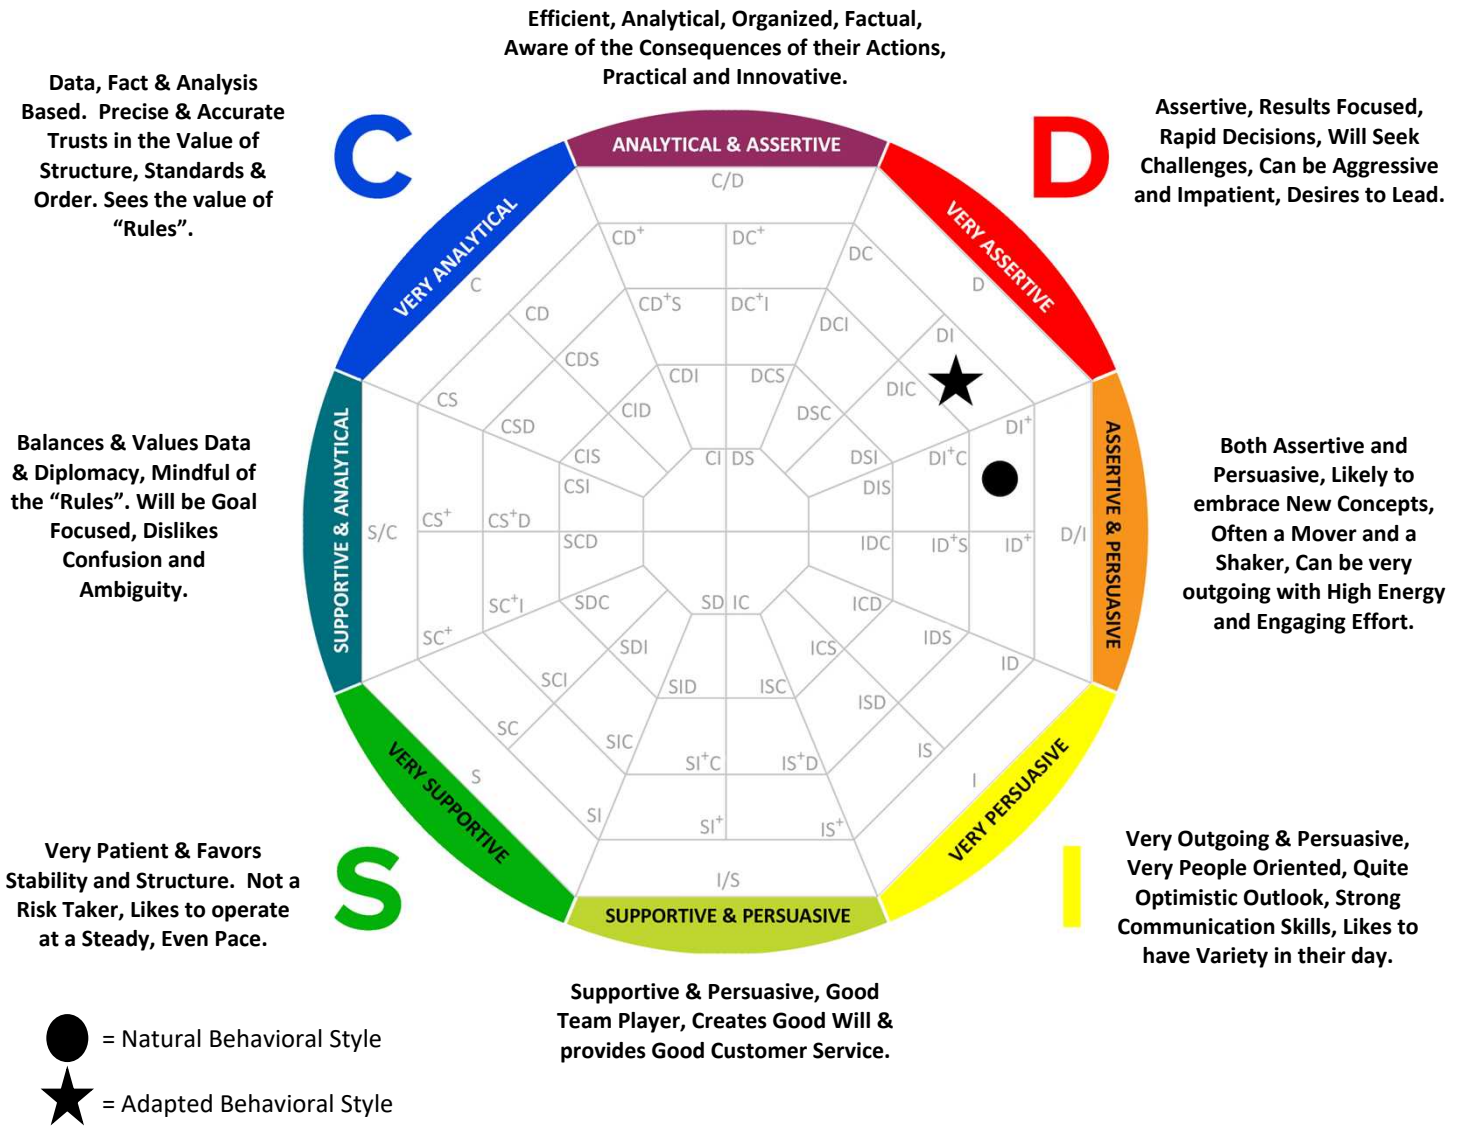 Efficient, Analytical, Organized, Factual,
Aware of the Consequences of their Actions,
Practical and Innovative.
Data, Fact & Analysis
Based.  Precise & Accurate
Trusts in the Value of
Structure, Standards &
Order. Sees the value of
“Rules”.
C
D
Assertive, Results Focused,
Rapid Decisions, Will Seek
Challenges, Can be Aggressive
and Impatient, Desires to Lead.
ANALYTICAL & ASSERTIVE
VERY ANALYTICAL
VERY ASSERTIVE
C/D
CD+
DC+
DC
C
D
CD
CD+S
DC+I
DCI
DI
CDS
CDI
DCS
DIC
CS
CID
DSC
CSD
DI+
CIS
CI
DS
DSI
DI+C
CSI
DIS
Balances & Values Data
& Diplomacy, Mindful of
the “Rules”. Will be Goal
Focused, Dislikes
Confusion and
Ambiguity.
SUPPORTIVE & ANALYTICAL
ASSERTIVE & PERSUASIVE
Both Assertive and
Persuasive, Likely to
embrace New Concepts,
Often a Mover and a
Shaker, Can be very
outgoing with High Energy
and Engaging Effort.
S/C
CS+
CS+D
SCD
IDC
ID+S
ID+
D/I
SC+I
SDC
SD
IC
ICD
SC+
SDI
ICS
IDS
ID
SCI
SID
ISC
ISD
SC
SIC
SI+C
IS+D
IS
S
I
SI
SI+
IS+
I/S
VERY SUPPORTIVE
VERY PERSUASIVE
SUPPORTIVE & PERSUASIVE
Very Patient & Favors
Stability and Structure.  Not a
Risk Taker, Likes to operate
at a Steady, Even Pace.
S
I
Very Outgoing & Persuasive,
Very People Oriented, Quite
Optimistic Outlook, Strong
Communication Skills, Likes to
have Variety in their day.
Supportive & Persuasive, Good
Team Player, Creates Good Will &
provides Good Customer Service.
= Natural Behavioral Style
= Adapted Behavioral Style